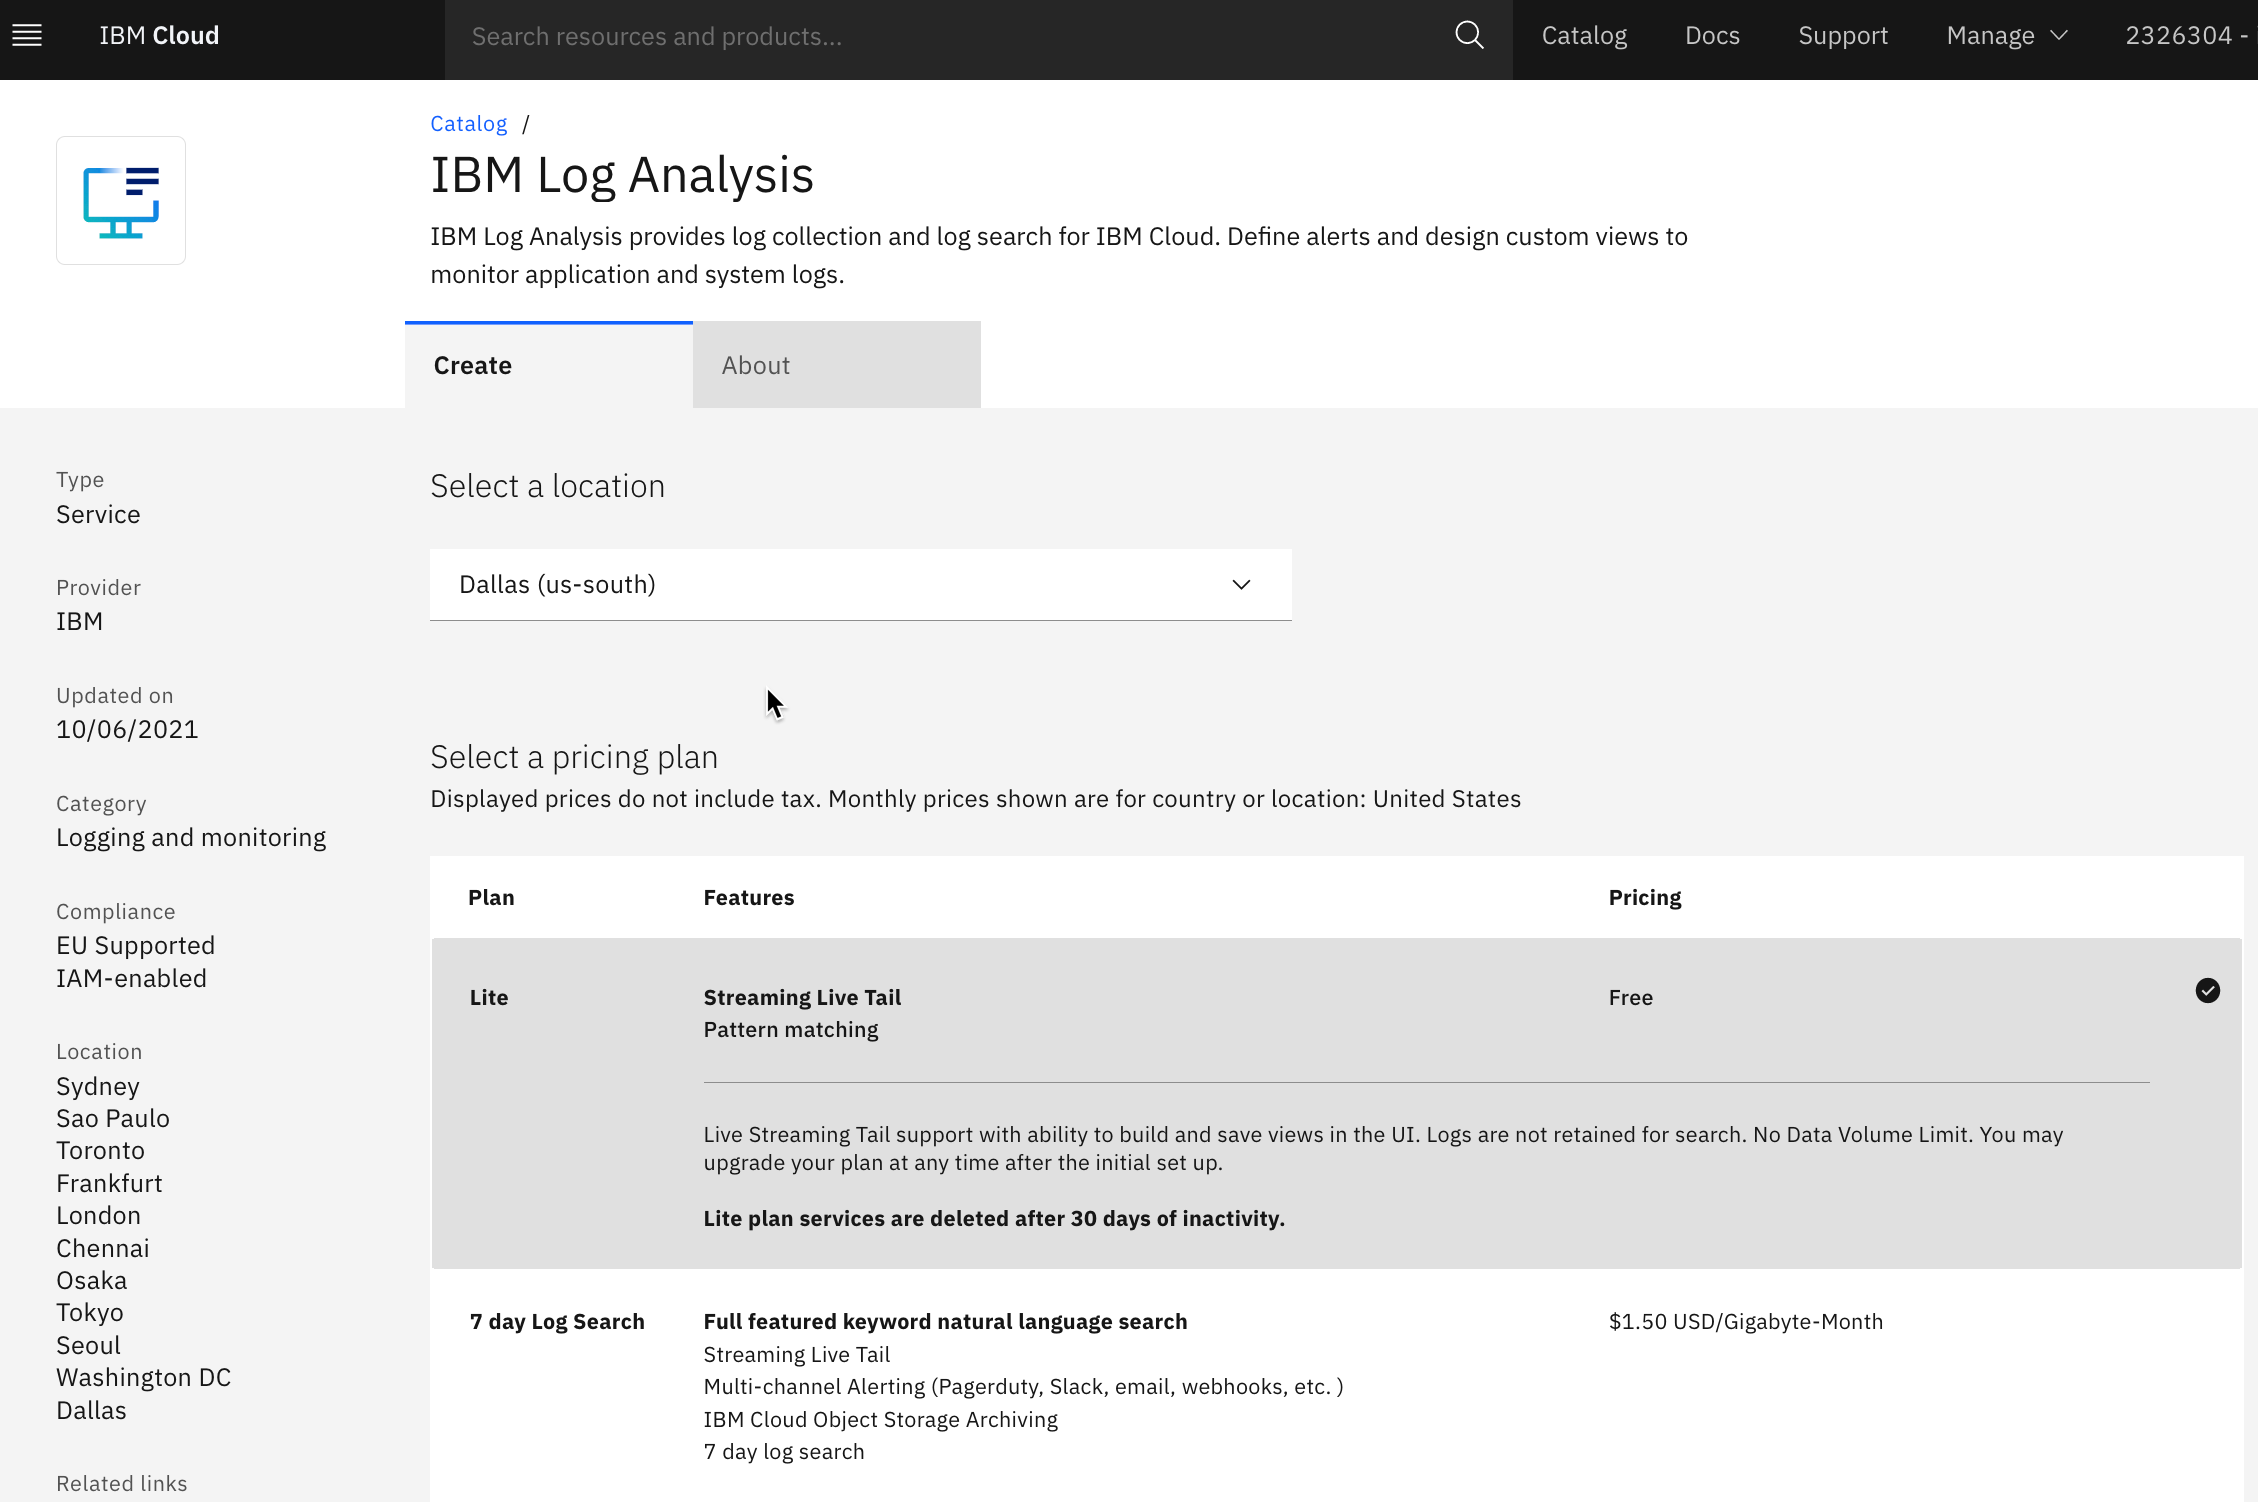 IBM Cloud
Search resources and products...
Catalog
Docs
Support
Manage
2326304 -
Catalog /
IBM Log Analysis
IBM Log Analysis provides log collection and log search for IBM Cloud. Define alerts and design custom views to
monitor application and system logs.
Create
About
Type
Service
Provider
IBM
Updated on
10/06/2021
Category
Logging and monitoring
Compliance
EU Supported
IAM-enabled
Location
Sydney
Sao Paulo
Toronto
Frankfurt
London
Chennai
Osaka
Tokyo
Seoul
Washington DC
Dallas
Related links
Select a location
Dallas (us-south)
Select a pricing plan
Displayed prices do not include tax. Monthly prices shown are for country or location: United States
Plan
Features
Pricing
Lite
Streaming Live Tail
Free
Pattern matching
Live Streaming Tail support with ability to build and save views in the UI. Logs are not retained for search. No Data Volume Limit. You may
upgrade your plan at any time after the initial set up.
Lite plan services are deleted after 30 days of inactivity.
7 day Log Search
Full featured keyword natural language search
$1.50 USD/Gigabyte-Month
Streaming Live Tail
Multi-channel Alerting (Pagerduty, Slack, email, webhooks, etc. )
IBM Cloud Object Storage Archiving
7 day log search